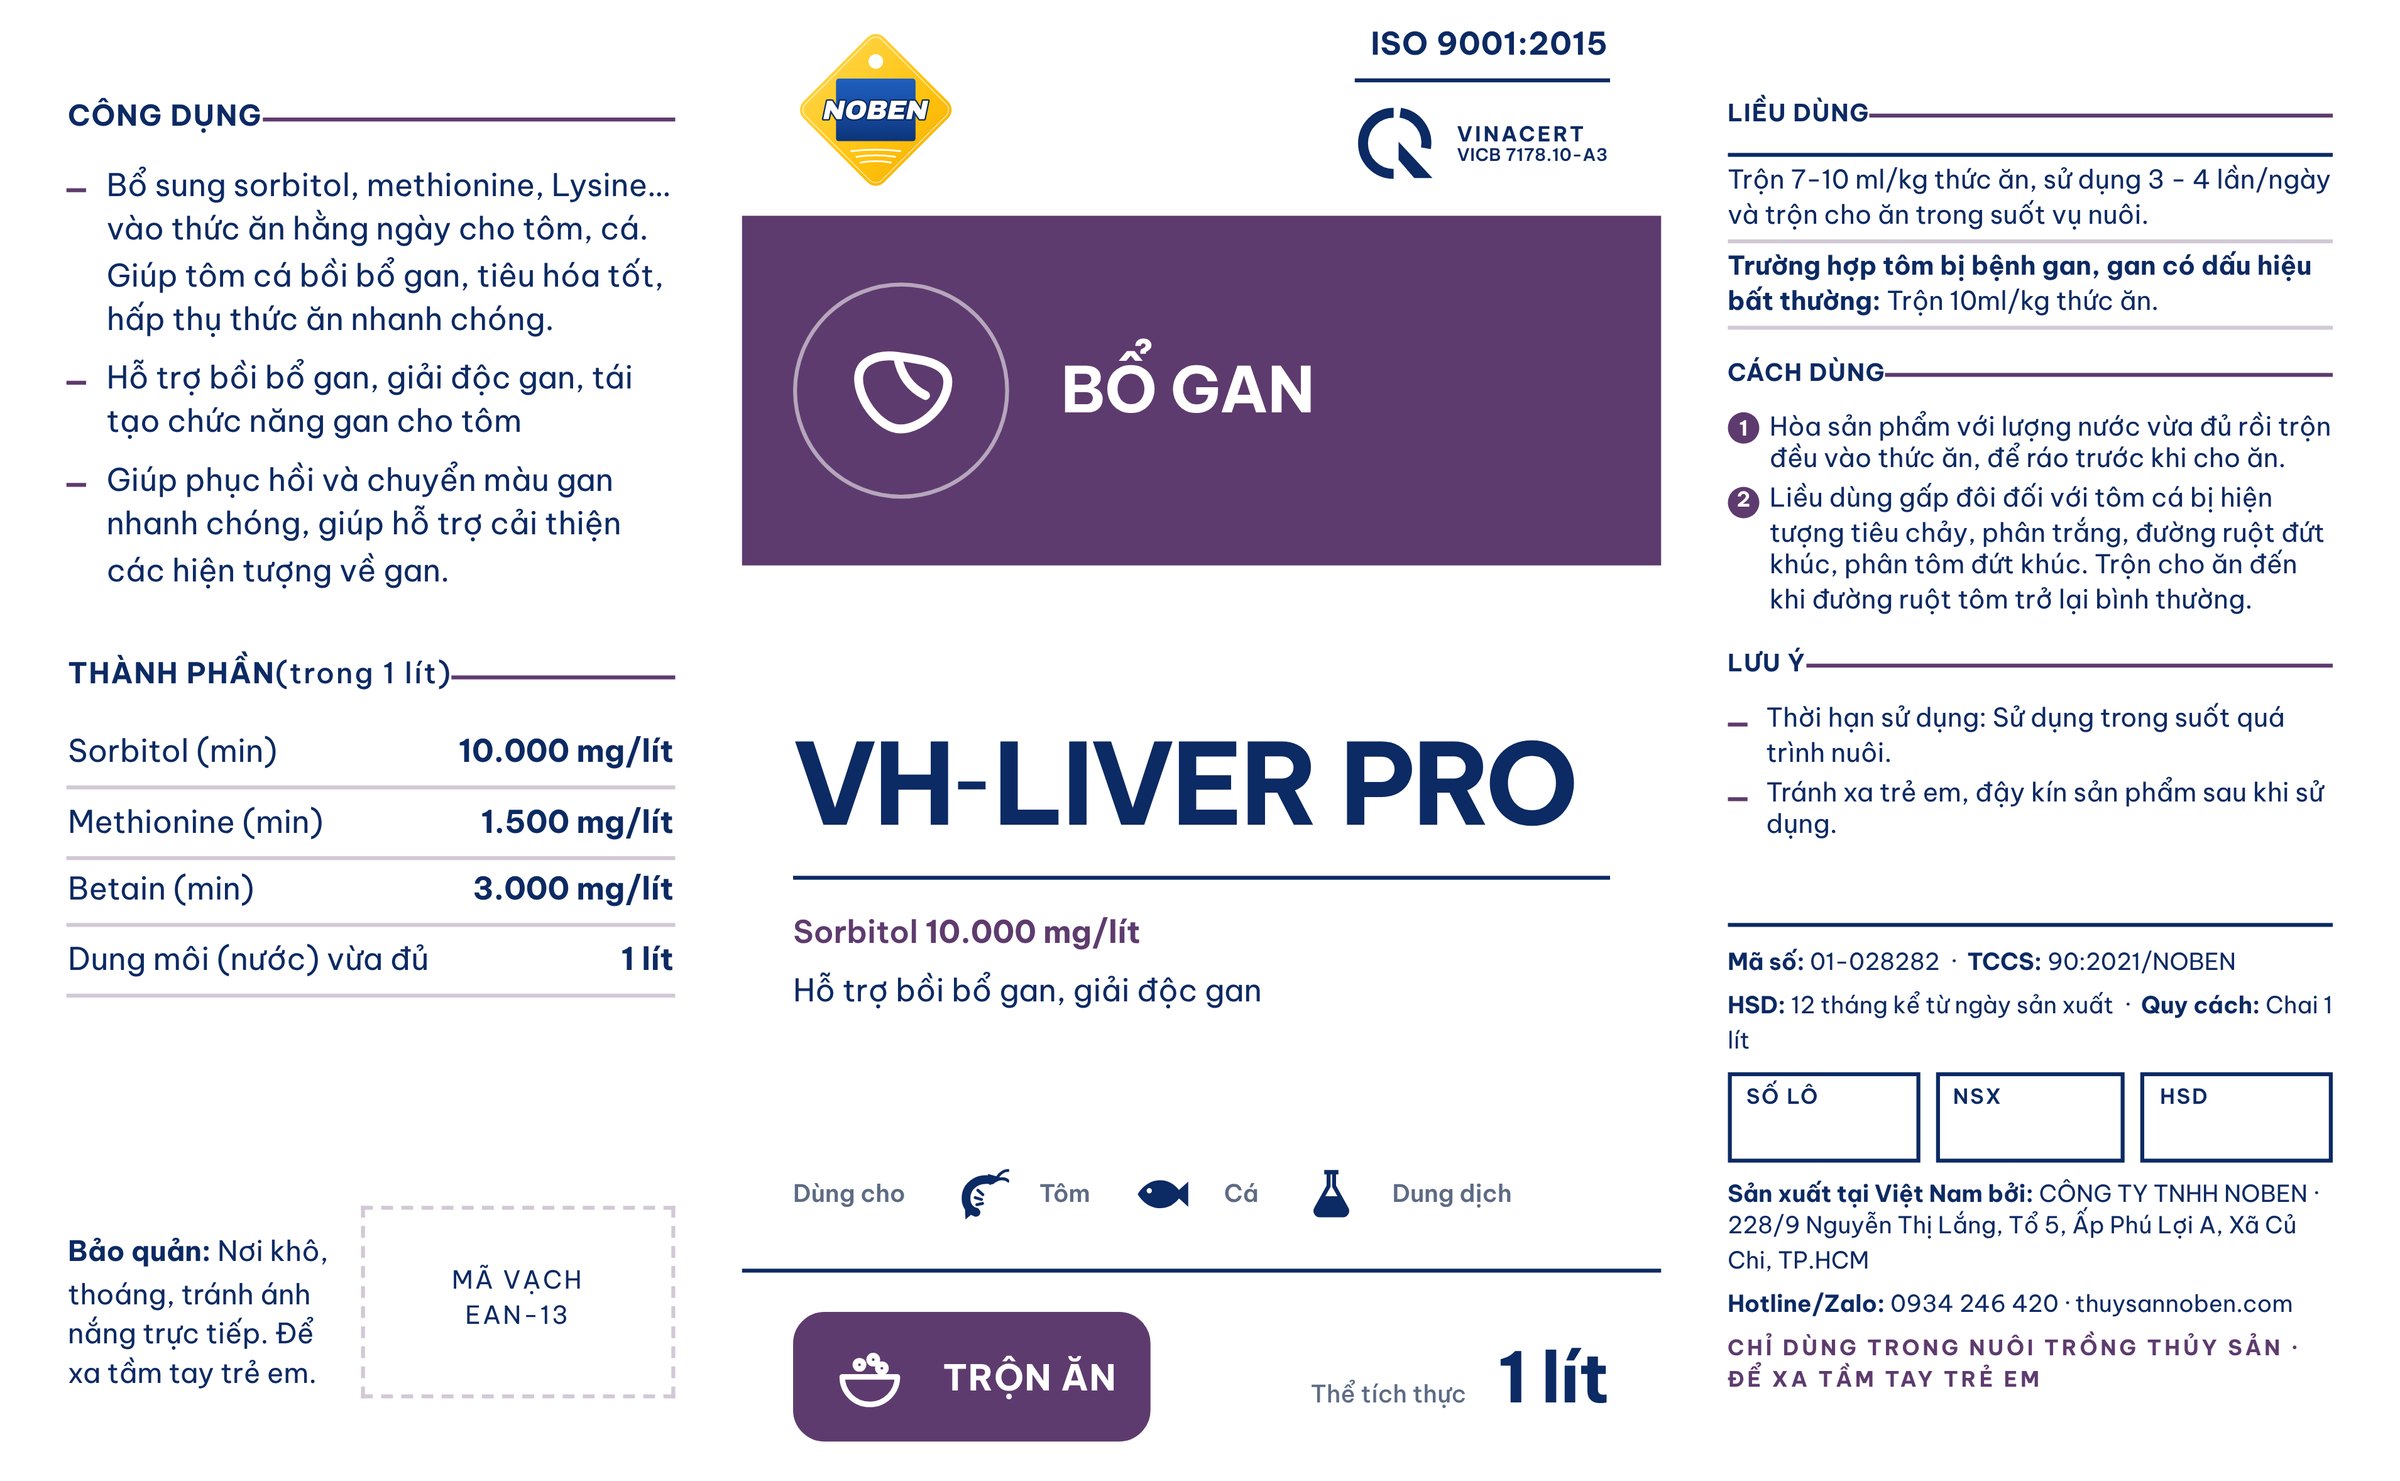 CÔNG DỤNG
Bổ sung sorbitol, methionine, Lysine...
vào thức ăn hằng ngày cho tôm, cá.
Giúp tôm cá bồi bổ gan, tiêu hóa tốt,
hấp thụ thức ăn nhanh chóng.
Hỗ trợ bồi bổ gan, giải độc gan, tái
tạo chức năng gan cho tôm
Giúp phục hồi và chuyển màu gan
nhanh chóng, giúp hỗ trợ cải thiện
các hiện tượng về gan.
THÀNH PHẦN(trong 1 lít)
Sorbitol (min) 10.000 mg/lít
Methionine (min) 1.500 mg/lít
Betain (min) 3.000 mg/lít
Dung môi (nước) vừa đủ 1 lít
Bảo quản: Nơi khô,
thoáng, tránh ánh
nắng trực tiếp. Để
xa tầm tay trẻ em.
MÃ VẠCH
EAN-13
NOBEN
ISO 9001:2015
VINACERT
VICB 7178.10-A3
BỔ GAN
VH-LIVER PRO
Sorbitol 10.000 mg/lít
Hỗ trợ bồi bổ gan, giải độc gan
Dùng cho Tôm Cá Dung dịch
TRỘN ĂN
Thể tích thực 1 lít
LIỀU DÙNG
Trộn 7-10 ml/kg thức ăn, sử dụng 3 - 4 lần/ngày
và trộn cho ăn trong suốt vụ nuôi.
Trường hợp tôm bị bệnh gan, gan có dấu hiệu
bất thường: Trộn 10ml/kg thức ăn.
CÁCH DÙNG
1 Hòa sản phẩm với lượng nước vừa đủ rồi trộn
đều vào thức ăn, để ráo trước khi cho ăn.
2 Liều dùng gấp đôi đối với tôm cá bị hiện
tượng tiêu chảy, phân trắng, đường ruột đứt
khúc, phân tôm đứt khúc. Trộn cho ăn đến
khi đường ruột tôm trở lại bình thường.
LƯU Ý
Thời hạn sử dụng: Sử dụng trong suốt quá
trình nuôi.
Tránh xa trẻ em, đậy kín sản phẩm sau khi sử
dụng.
Mã số: 01-028282 · TCCS: 90:2021/NOBEN
HSD: 12 tháng kể từ ngày sản xuất · Quy cách: Chai 1
lít
SỐ LÔ NSX HSD
Sản xuất tại Việt Nam bởi: CÔNG TY TNHH NOBEN ·
228/9 Nguyễn Thị Lắng, Tổ 5, Ấp Phú Lợi A, Xã Củ
Chi, TP.HCM
Hotline/Zalo: 0934 246 420 · thuysannoben.com
CHỈ DÙNG TRONG NUÔI TRỒNG THỦY SẢN ·
ĐỂ XA TẦM TAY TRẺ EM